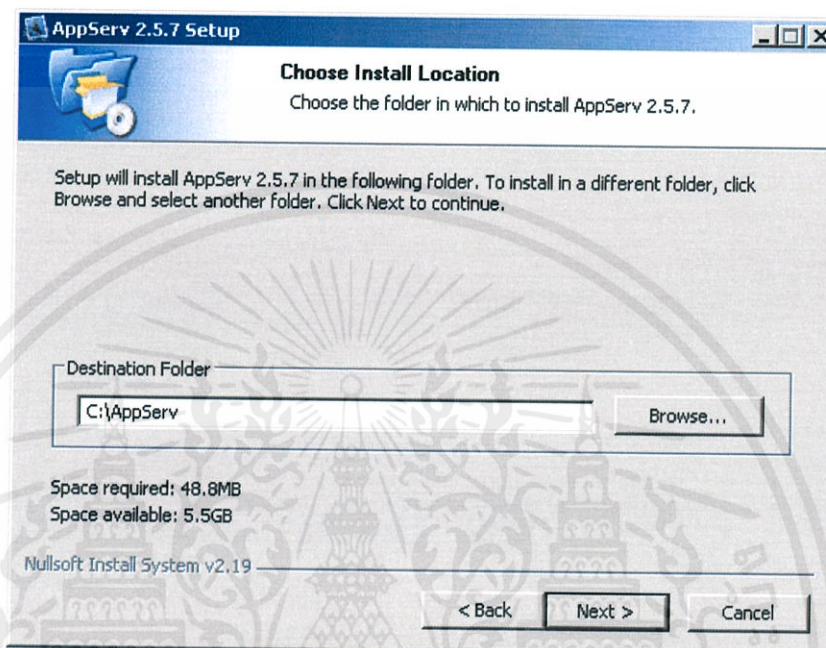 AppServ 2.5.7 Setup
Choose Install Location
Choose the folder in which to install AppServ 2.5.7.
Setup will install AppServ 2.5.7 in the following folder. To install in a different folder, click
Browse and select another folder. Click Next to continue.
Destination Folder
C:\AppServ
Browse...
Space required: 48.8MB
Space available: 5.5GB
Nullsoft Install System v2.19
< Back
Next >
Cancel